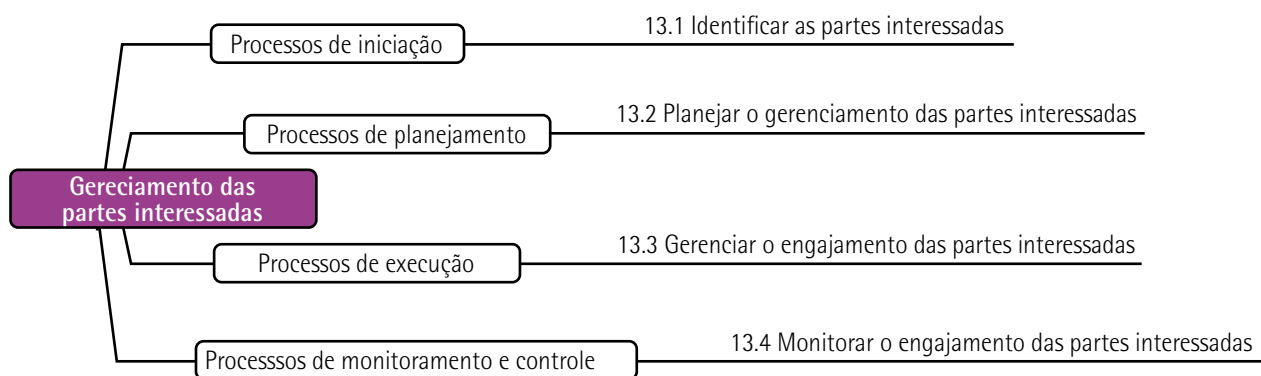 Processos de iniciação
13.1 Identificar as partes interessadas
Processos de planejamento
13.2 Planejar o gerenciamento das partes interessadas
Gereciamento das
partes interessadas
Processos de execução
13.3 Gerenciar o engajamento das partes interessadas
Processsos de monitoramento e controle
13.4 Monitorar o engajamento das partes interessadas